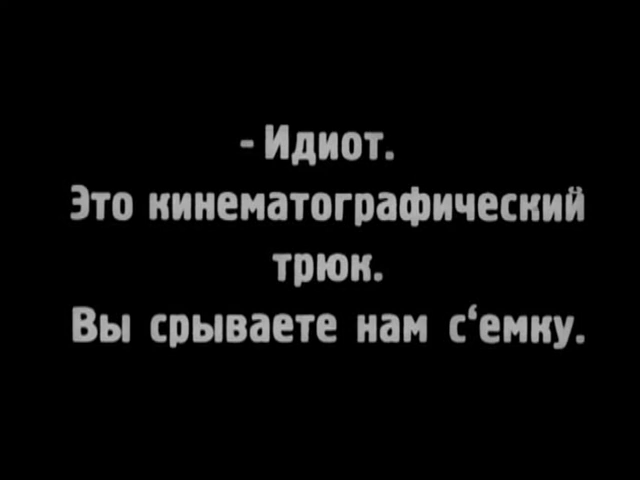 - Идиот.
Это кинематографический
трюк.
Вы срываете нам с‘емку.